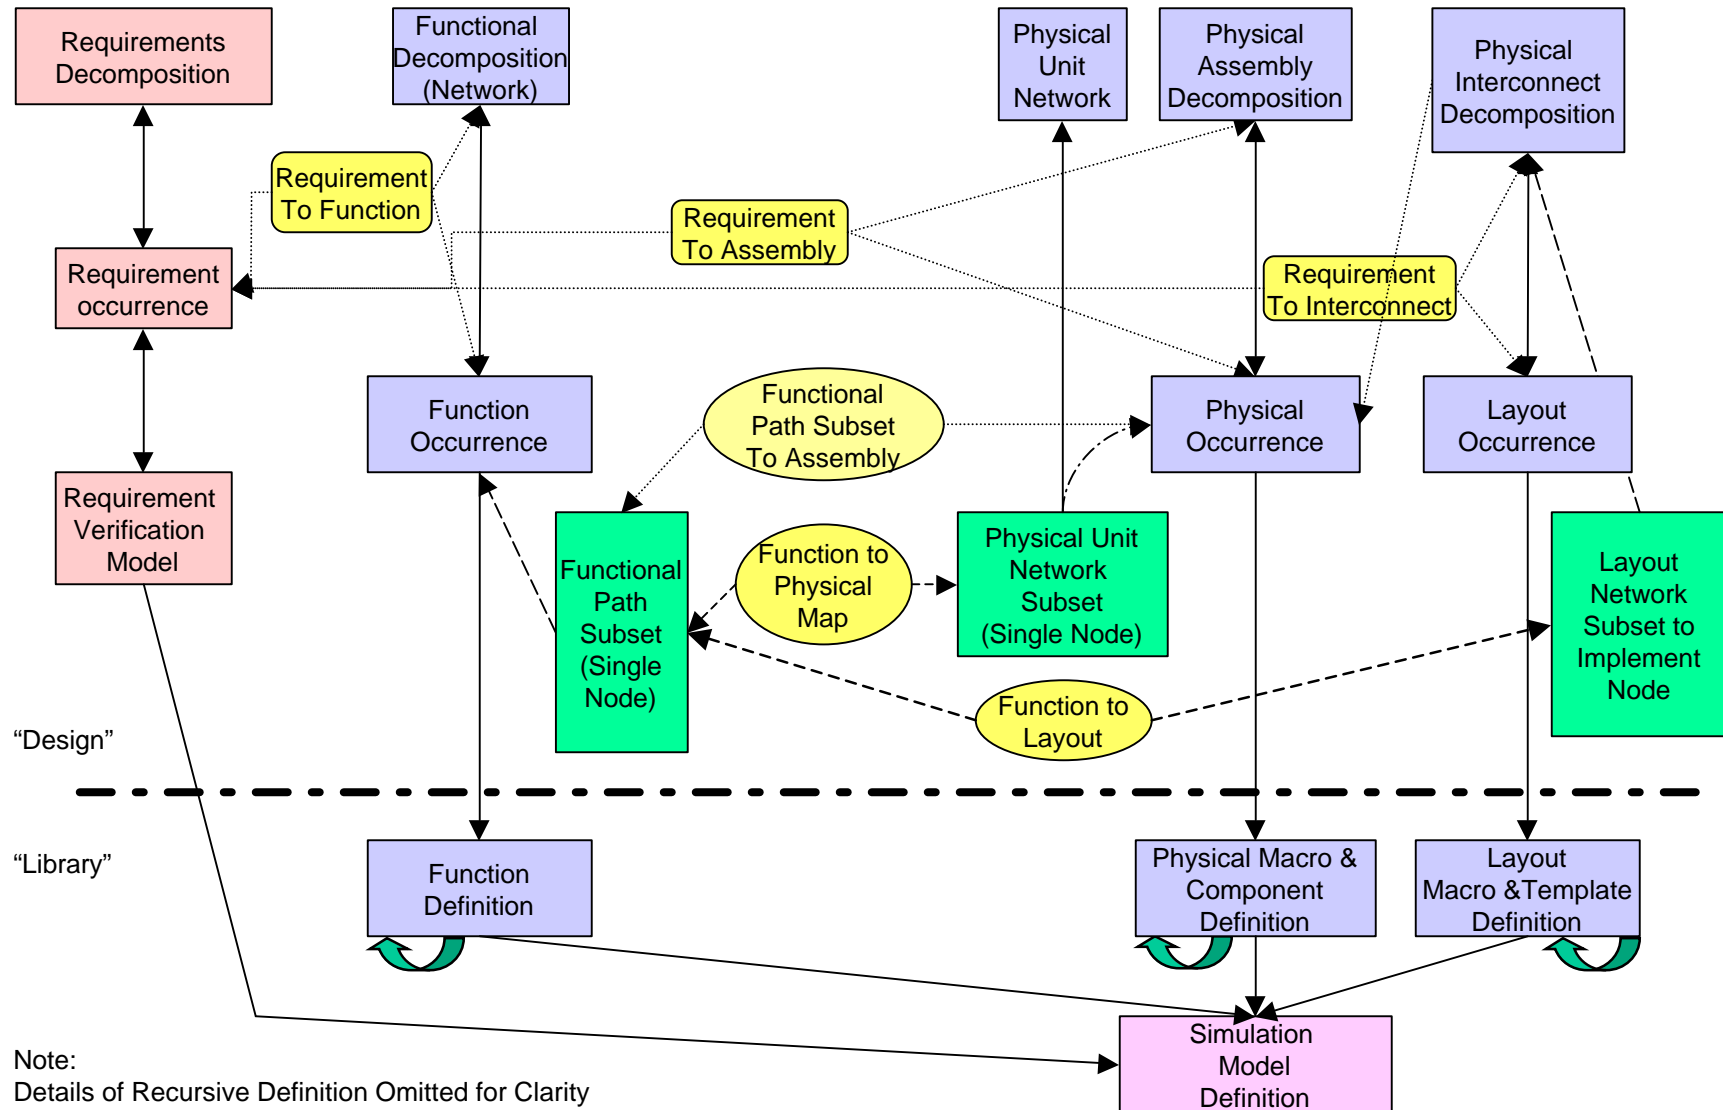 Requirements
Decomposition
Functional
Decomposition
(Network)
Physical
Unit
Network
Physical
Assembly
Decomposition
Physical
Interconnect
Decomposition
Requirement
To Function
Requirement
To Assembly
Requirement
occurrence
Requirement
To Interconnect
Function
Occurrence
Functional
Path Subset
To Assembly
Physical
Occurrence
Layout
Occurrence
Requirement
Verification
Model
Functional
Path
Subset
(Single
Node)
Function to
Physical
Map
Physical Unit
Network
Subset
(Single Node)
Layout
Network
Subset to
Implement
Node
Function to
Layout
“Design”
“Library”
Function
Definition
Physical Macro &
Component
Definition
Layout
Macro &Template
Definition
Simulation
Model
Definition
Note:
Details of Recursive Definition Omitted for Clarity